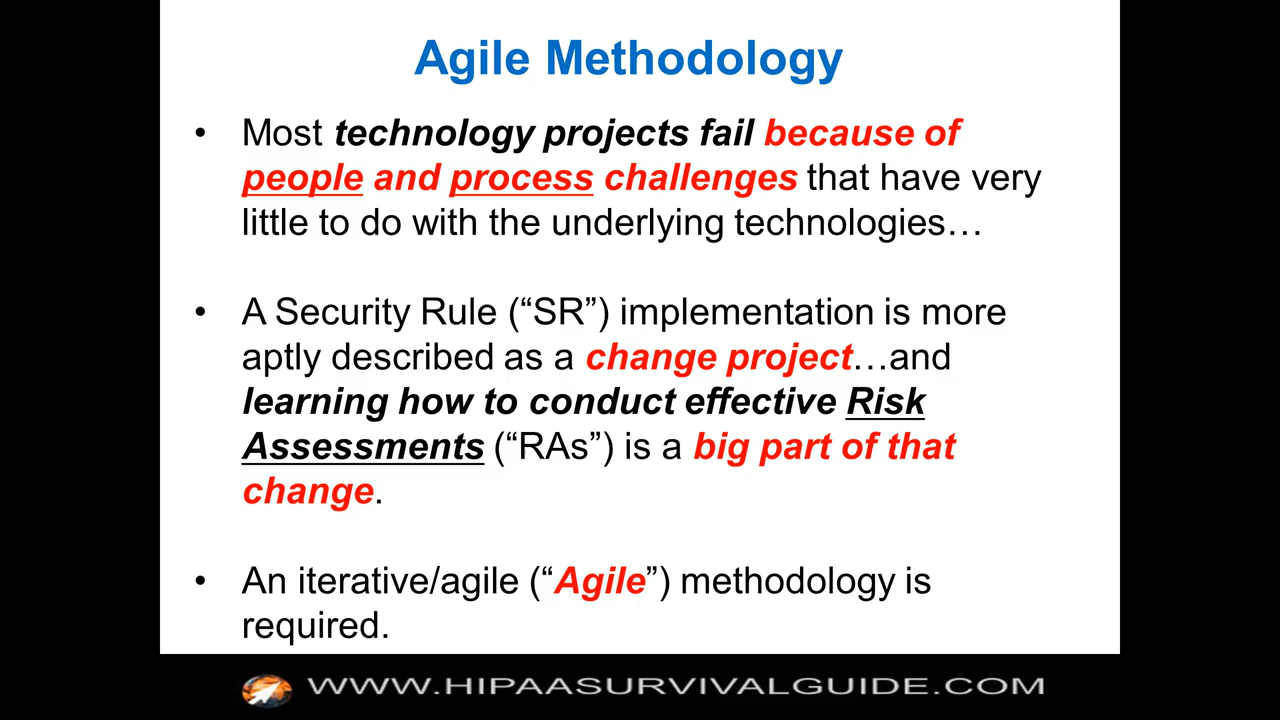 Agile Methodology
• Most technology projects fail because of
people and process challenges that have very
little to do with the underlying technologies…
• A Security Rule (“SR”) implementation is more
aptly described as a change project…and
learning how to conduct effective Risk
Assessments (“RAs”) is a big part of that
change.
• An iterative/agile (“Agile”) methodology is
required.
WWW.HIPAASURVIVALGUIDE.COM